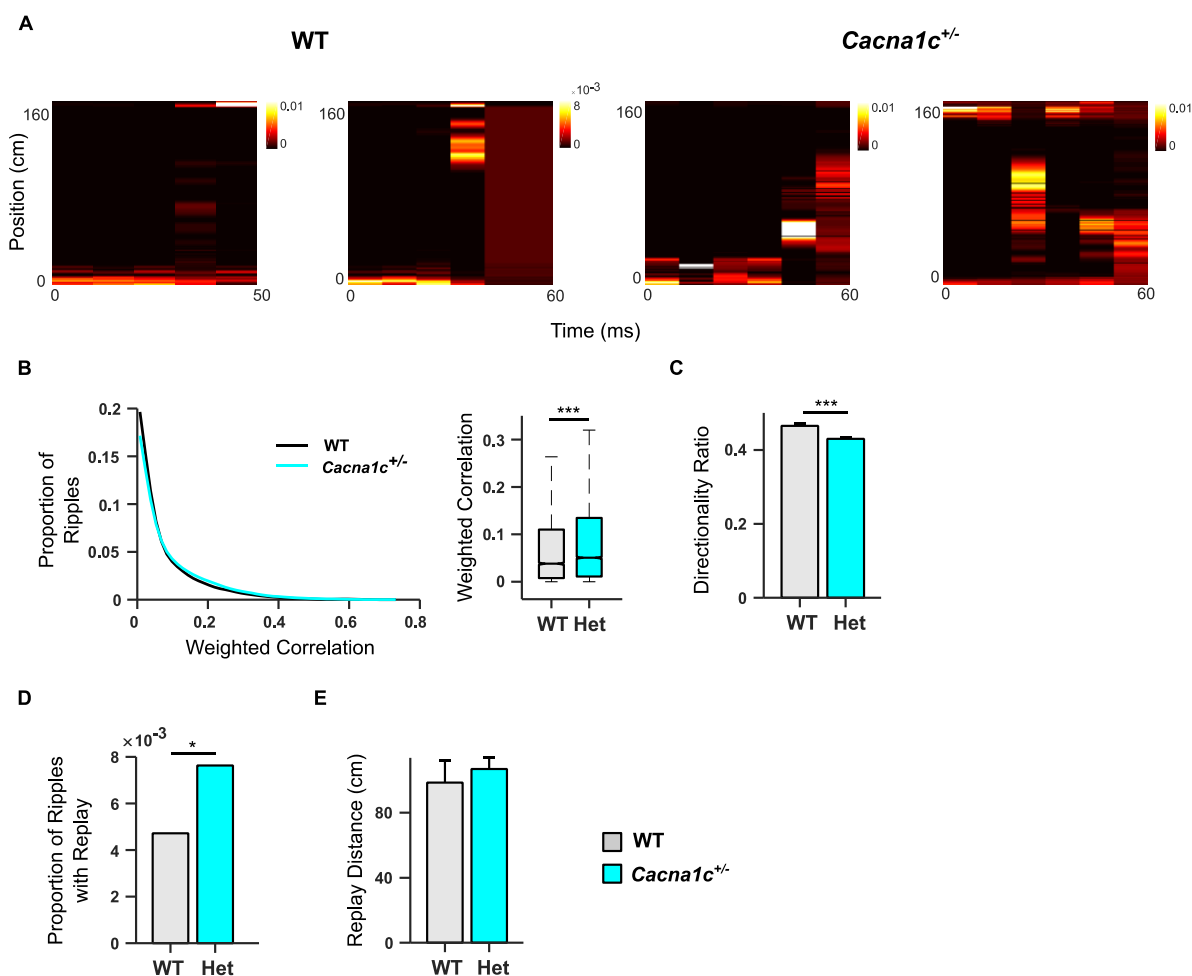 A
WT
Cacna1c+/-
Position (cm)
160
0
0
50
0.01
0
160
0
0
60
×10-3
8
0
160
0
0
60
0.01
0
160
0
0
60
0.01
0
Time (ms)
B
Proportion of
Ripples
0.2
0.15
0.1
0.05
0
0
0.2
0.4
0.6
0.8
Weighted Correlation
WT
Cacna1c+/-
Weighted Correlation
0.3
0.2
0.1
0
***
WT Het
C
Directionality Ratio
0.4
0.2
0
***
WT Het
D
Proportion of Ripples
with Replay
×10-3
8
6
4
2
0
*
WT Het
E
Replay Distance (cm)
80
40
0
WT Het
WT
Cacna1c+/-